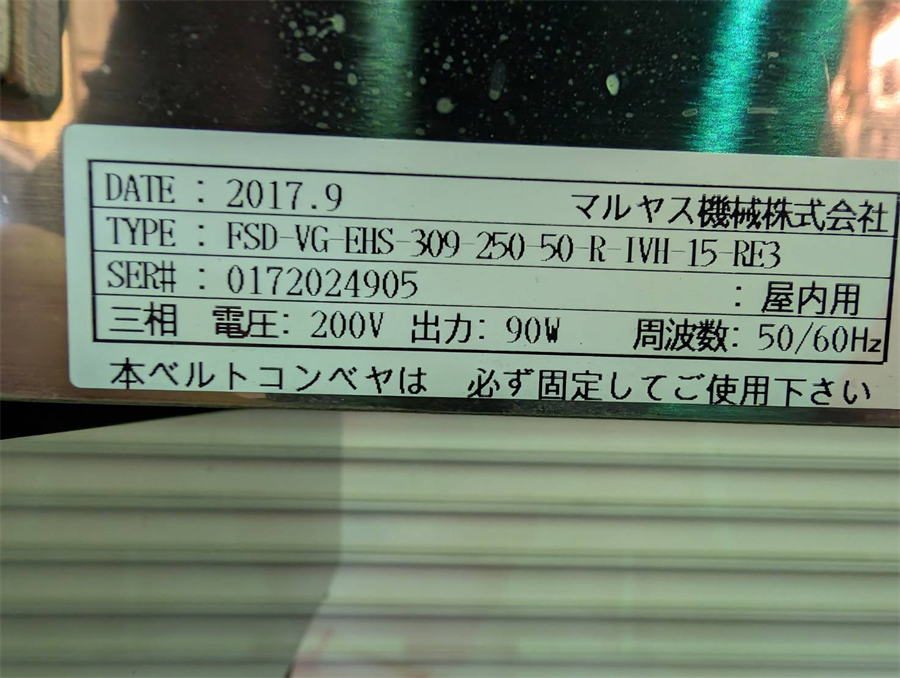 DATE : 2017.9 マルヤス機械株式会社
TYPE : FSD-VG-EHS-309-250-50-R-IVH-15-RE3
SER# : 0172024905 : 屋内用
三相 電圧: 200V 出力: 90W 周波数: 50/60Hz
本ベルトコンベヤは 必ず固定してご使用下さい